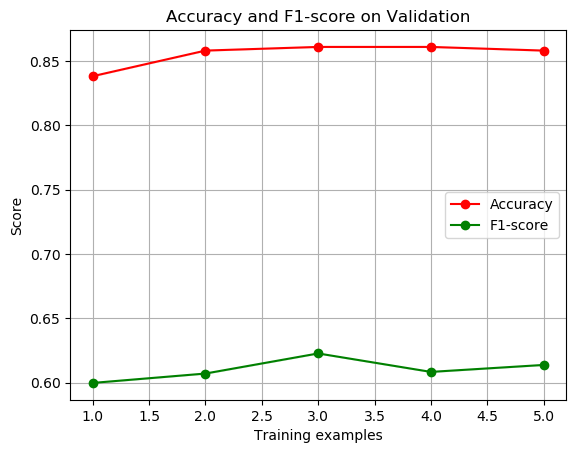 Accuracy and F1-score on Validation
Score
0.85
0.80
0.75
0.70
0.65
0.60
Accuracy
F1-score
1.0 1.5 2.0 2.5 3.0 3.5 4.0 4.5 5.0
Training examples